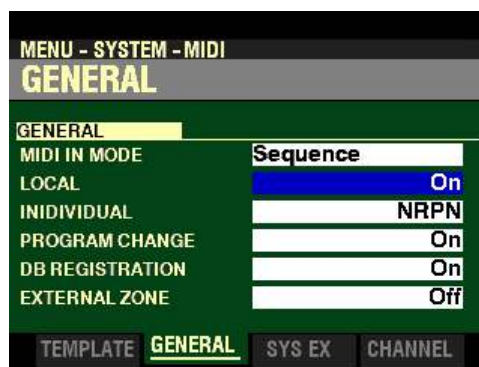 MENU - SYSTEM - MIDI
GENERAL
GENERAL
MIDI IN MODE Sequence
LOCAL On
INIDIVIDUAL NRPN
PROGRAM CHANGE On
DB REGISTRATION On
EXTERNAL ZONE Off
TEMPLATE GENERAL SYS EX CHANNEL